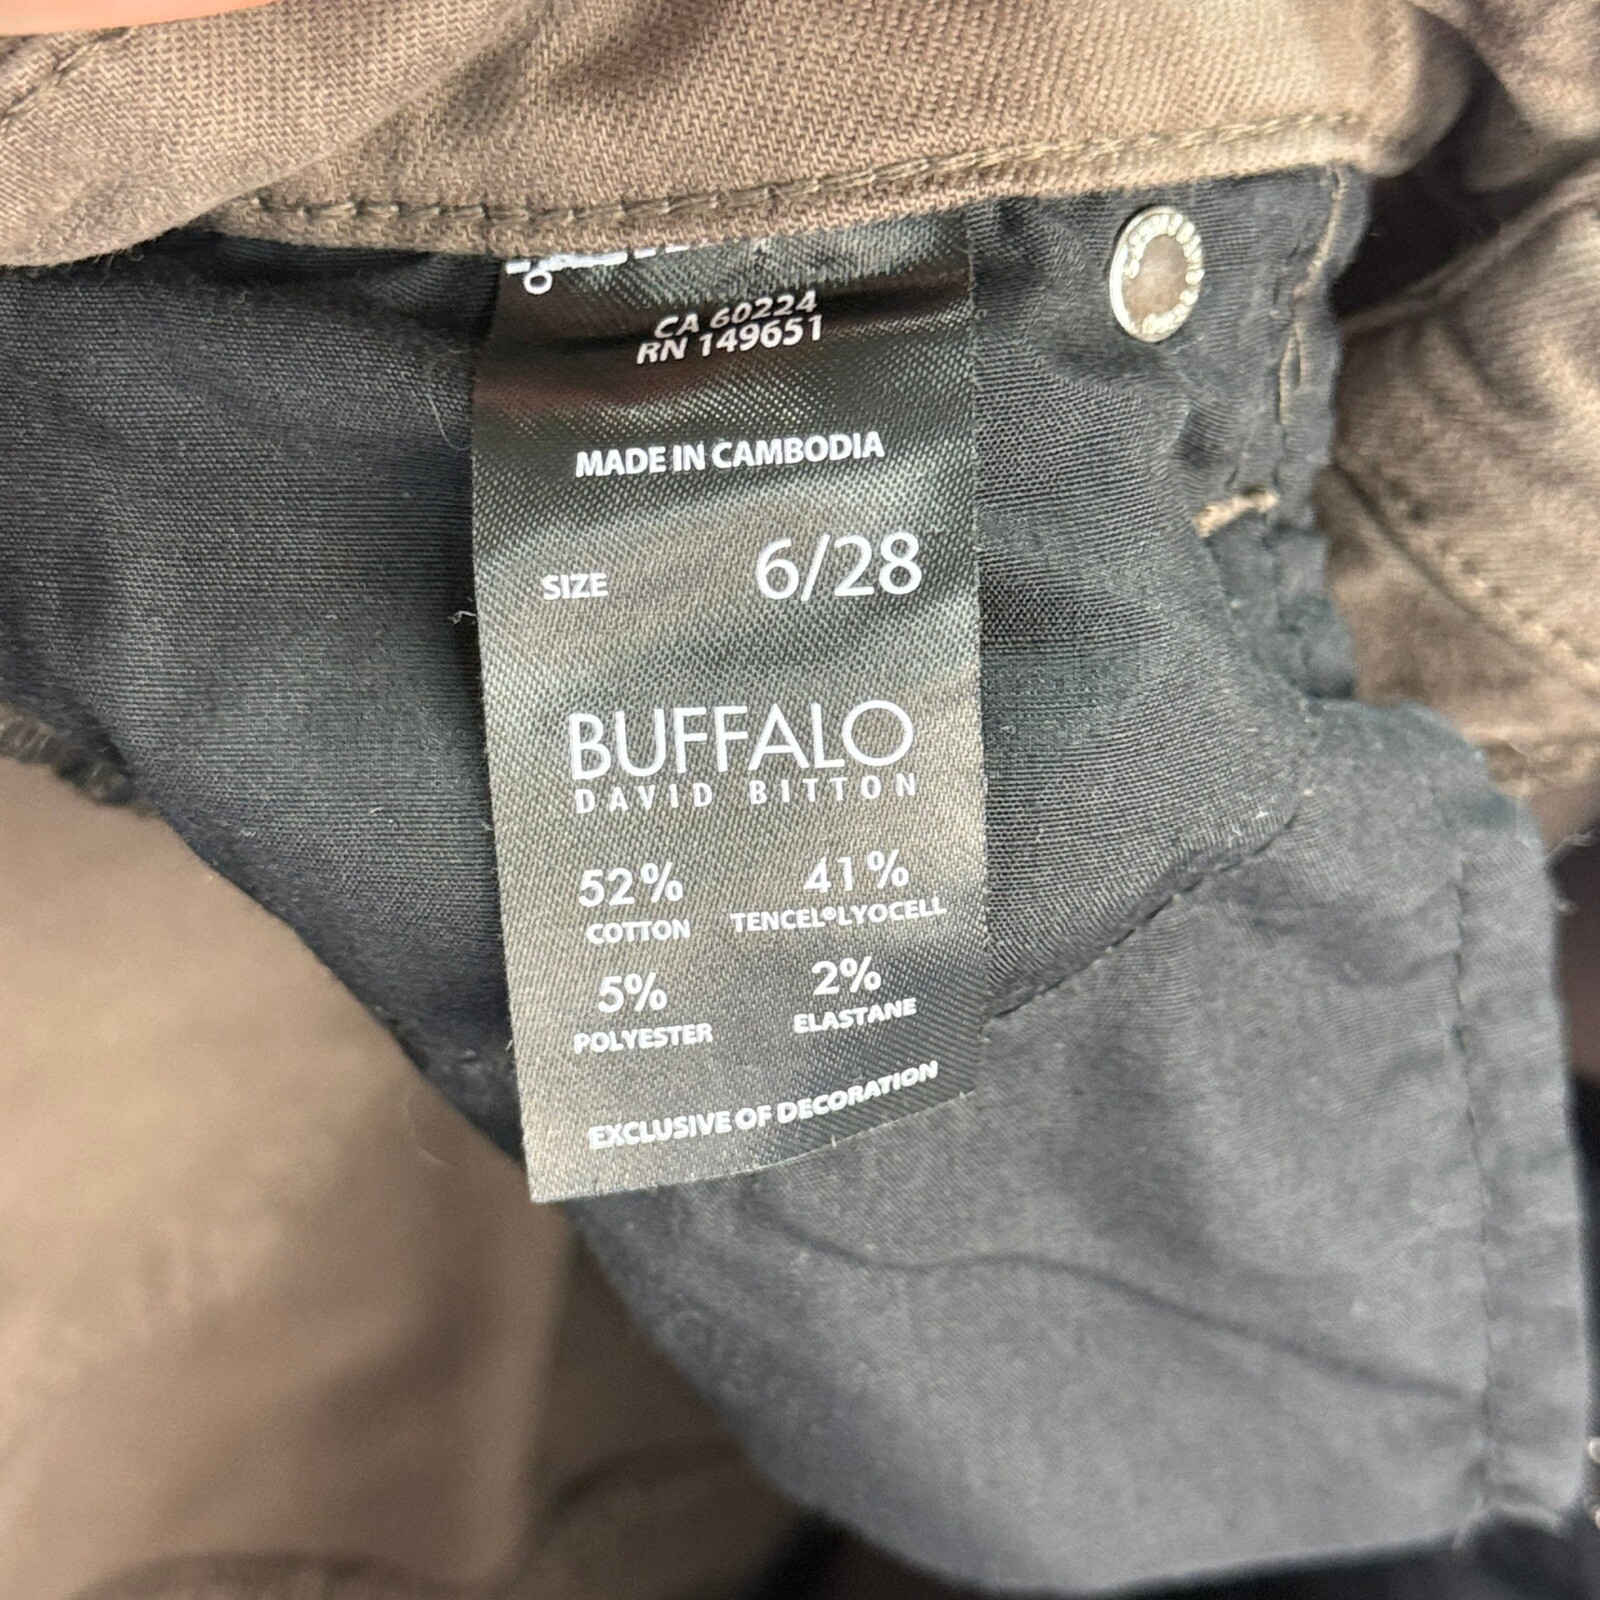 CA 60224
RN 149651
MADE IN CAMBODIA
SIZE 6/28
BUFFALO
DAVID BITTON
52% 41%
COTTON TENCEL®LYOCELL
5% 2%
POLYESTER ELASTANE
EXCLUSIVE OF DECORATION